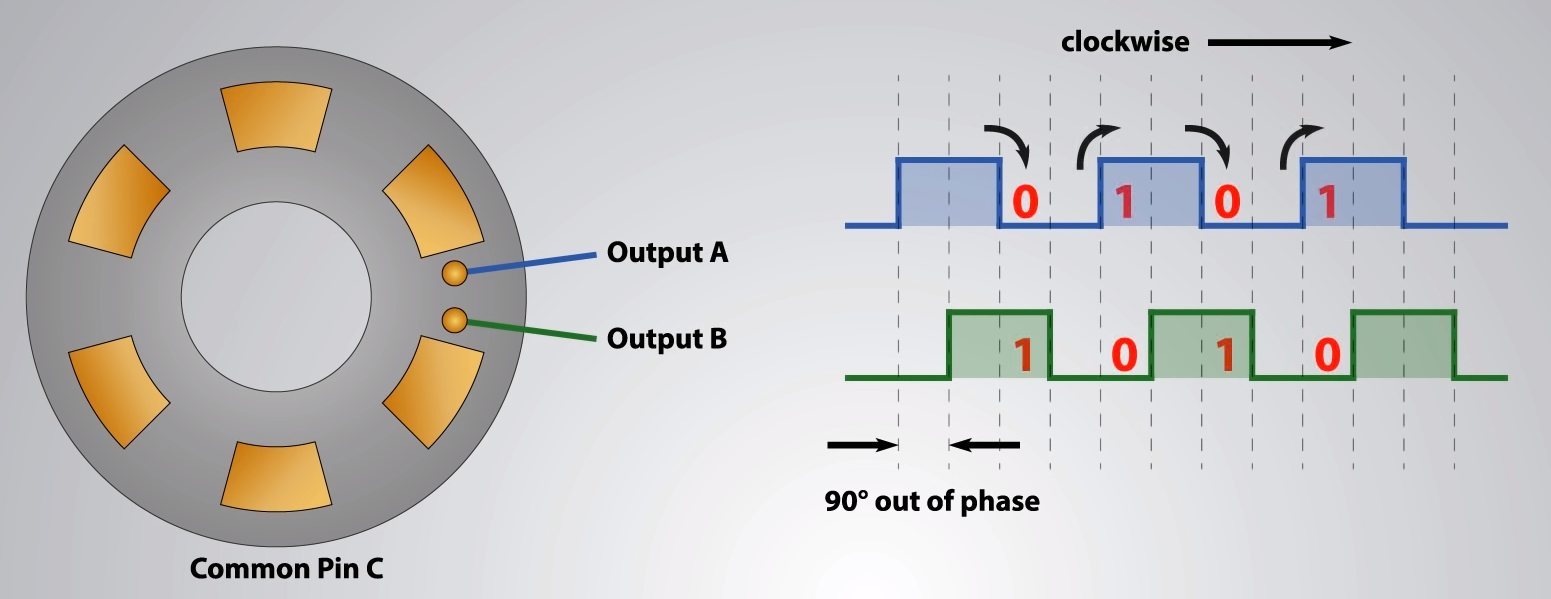 clockwise
0 1 0 1
Output A
Output B
1 0 1 0
90° out of phase
Common Pin C